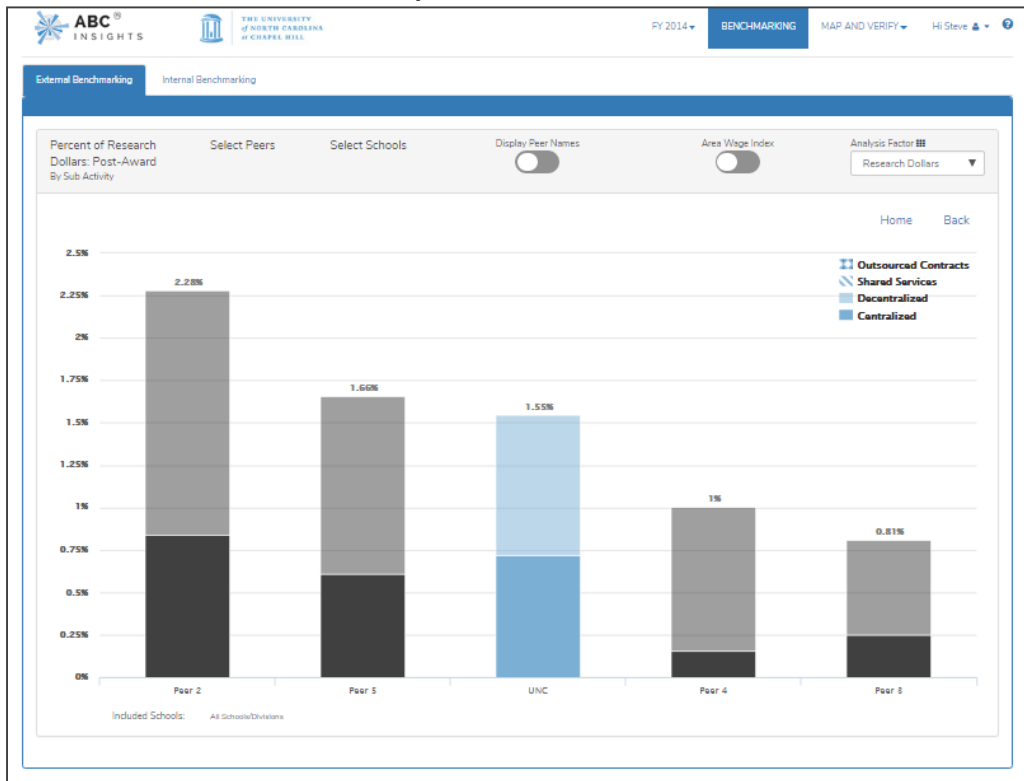 ABC®
INSIGHTS
THE UNIVERSITY
of NORTH CAROLINA
at CHAPEL HILL
FY 2014
BENCHMARKING
MAP AND VERIFY
Hi Steve
?
External Benchmarking
Internal Benchmarking
Percent of Research
Dollars: Post-Award
By Sub Activity
Select Peers
Select Schools
Display Peer Names
Area Wage Index
Analysis Factor
Research Dollars
Home
Back
Outsourced Contracts
Shared Services
Decentralized
Centralized
2.5%
2.25%
2%
1.75%
1.5%
1.25%
1%
0.75%
0.5%
0.25%
0%
2.28%
1.66%
1.55%
1%
0.81%
Peer 2
Peer 5
UNC
Peer 4
Peer 3
Included Schools: All Schools/Divisions